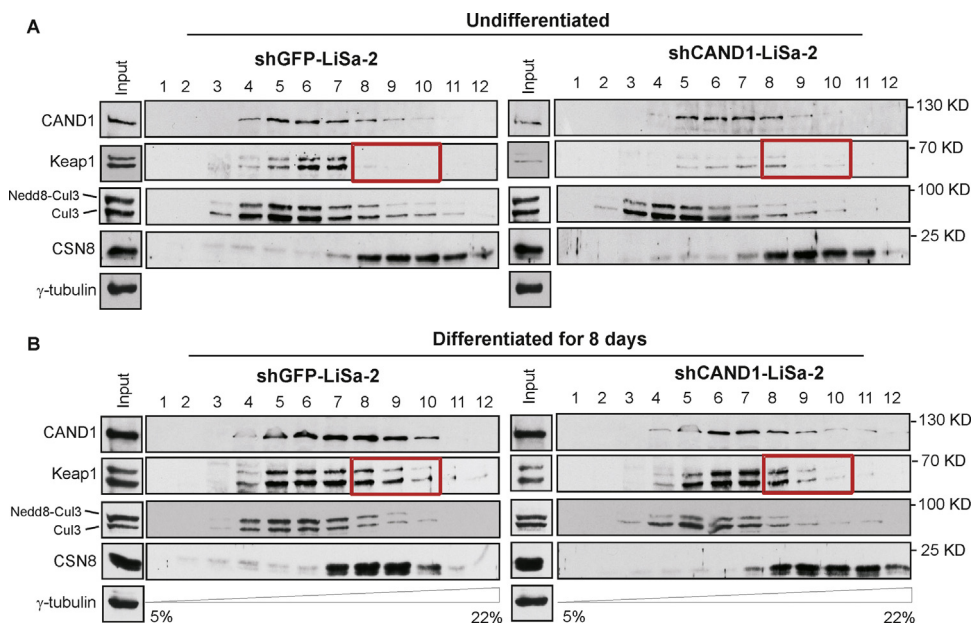 A
Undifferentiated
shGFP-LiSa-2
shCAND1-LiSa-2
Input 1 2 3 4 5 6 7 8 9 10 11 12
Input 1 2 3 4 5 6 7 8 9 10 11 12
CAND1
130 KD
Keap1
70 KD
Nedd8-Cul3
100 KD
Cul3
CSN8
25 KD
γ-tubulin
B
Differentiated for 8 days
shGFP-LiSa-2
shCAND1-LiSa-2
Input 1 2 3 4 5 6 7 8 9 10 11 12
Input 1 2 3 4 5 6 7 8 9 10 11 12
CAND1
130 KD
Keap1
70 KD
Nedd8-Cul3
100 KD
Cul3
CSN8
25 KD
γ-tubulin
5% 22%
5% 22%